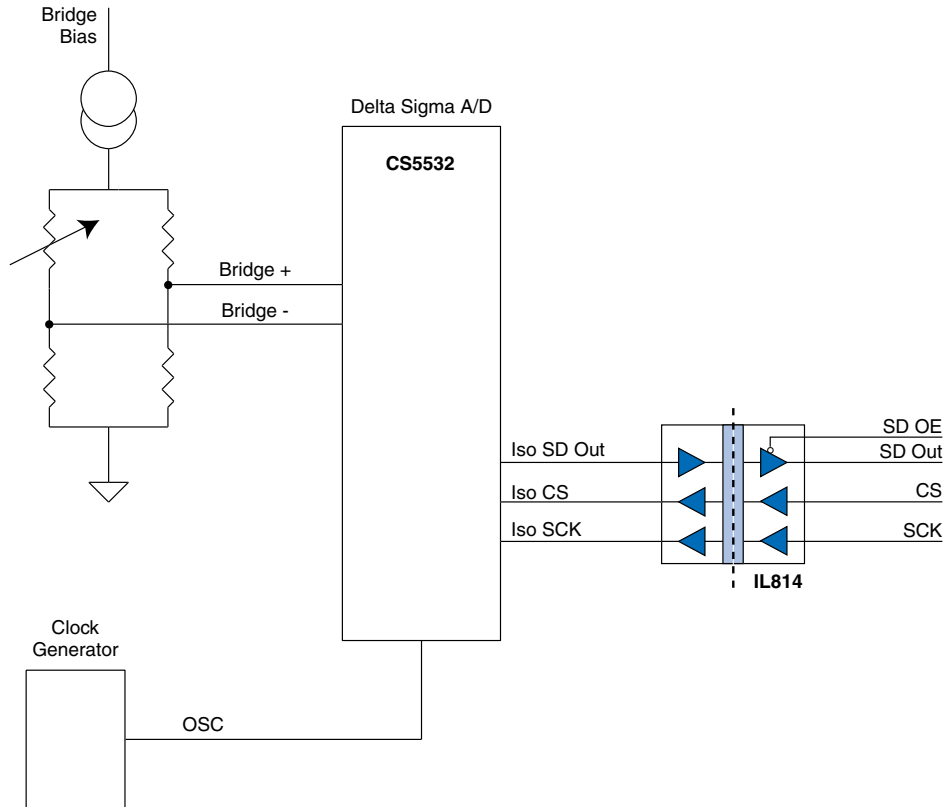 Bridge
Bias
Delta Sigma A/D
CS5532
Bridge +
Bridge -
SD OE
Iso SD Out
SD Out
Iso CS
CS
Iso SCK
SCK
IL814
Clock
Generator
OSC